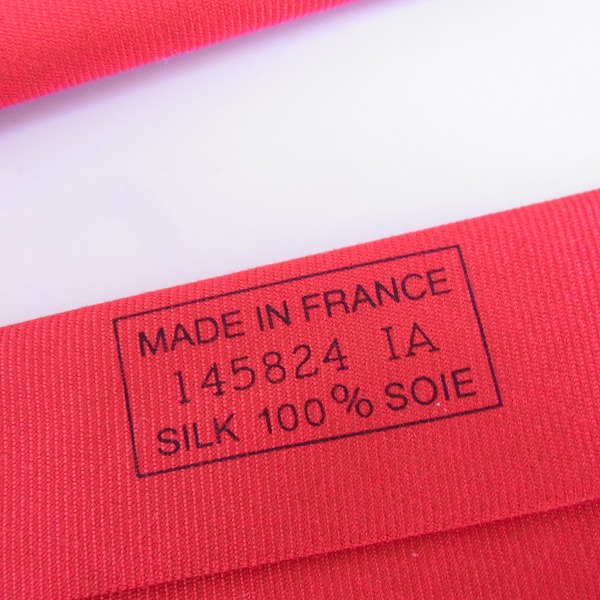 MADE IN FRANCE
145824 IA
SILK 100% SOIE